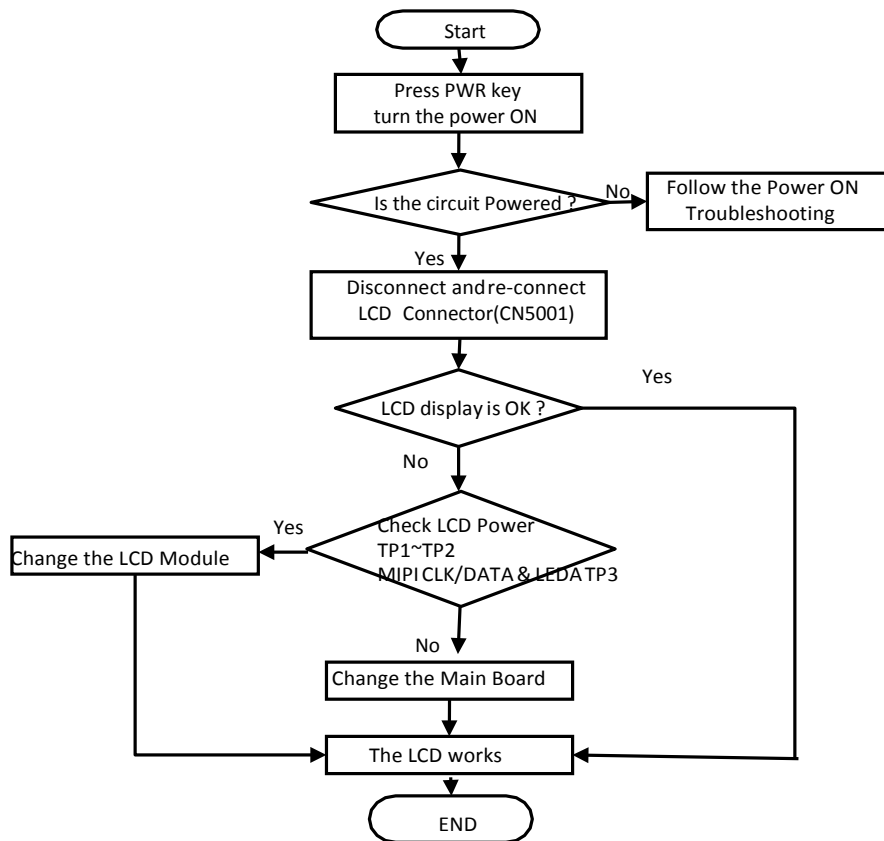 Start
Press PWR key
turn the power ON
Is the circuit Powered ?
No
Follow the Power ON
Troubleshooting
Yes
Disconnect and re-connect
LCD Connector(CN5001)
Yes
LCD display is OK ?
No
Check LCD Power
TP1~TP2
MIPI CLK/DATA & LEDA TP3
Yes
Change the LCD Module
No
Change the Main Board
The LCD works
END